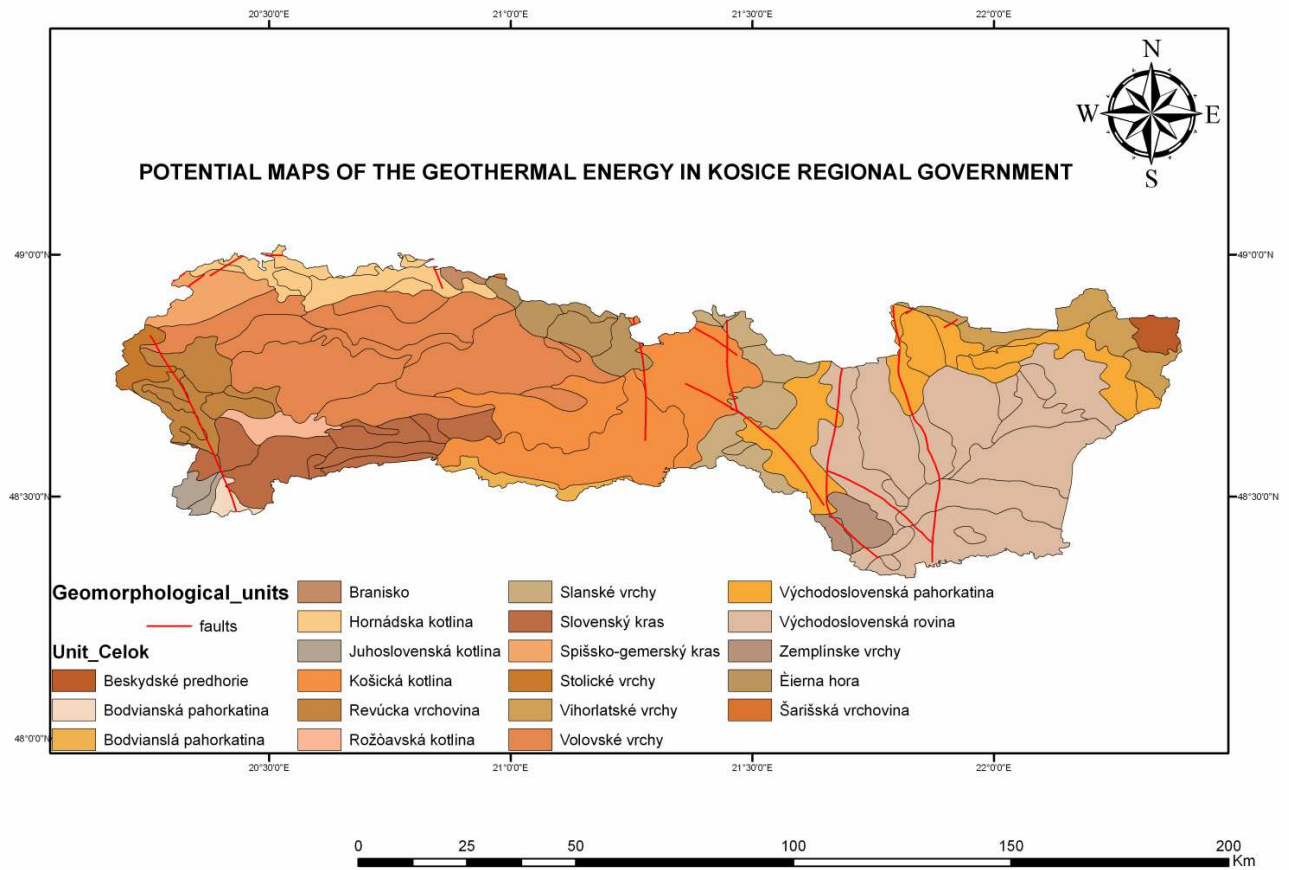 20°30'0"E 21°0'0"E 21°30'0"E 22°0'0"E
N
W E
S
POTENTIAL MAPS OF THE GEOTHERMAL ENERGY IN KOSICE REGIONAL GOVERNMENT
49°0'0"N 49°0'0"N
48°30'0"N 48°30'0"N
Geomorphological_units
faults
Unit_Celok
Beskydské predhorie
Bodvianská pahorkatina
Bodvianslá pahorkatina
Branisko
Hornádska kotlina
Juhoslovenská kotlina
Košická kotlina
Revúcka vrchovina
Rožòavská kotlina
Slanské vrchy
Slovenský kras
Spišsko-gemerský kras
Stolické vrchy
Vihorlatské vrchy
Volovské vrchy
Východoslovenská pahorkatina
Východoslovenská rovina
Zemplínske vrchy
Èierna hora
Šarišská vrchovina
48°0'0"N 48°0'0"N
20°30'0"E 21°0'0"E 21°30'0"E 22°0'0"E
0 25 50 100 150 200
Km